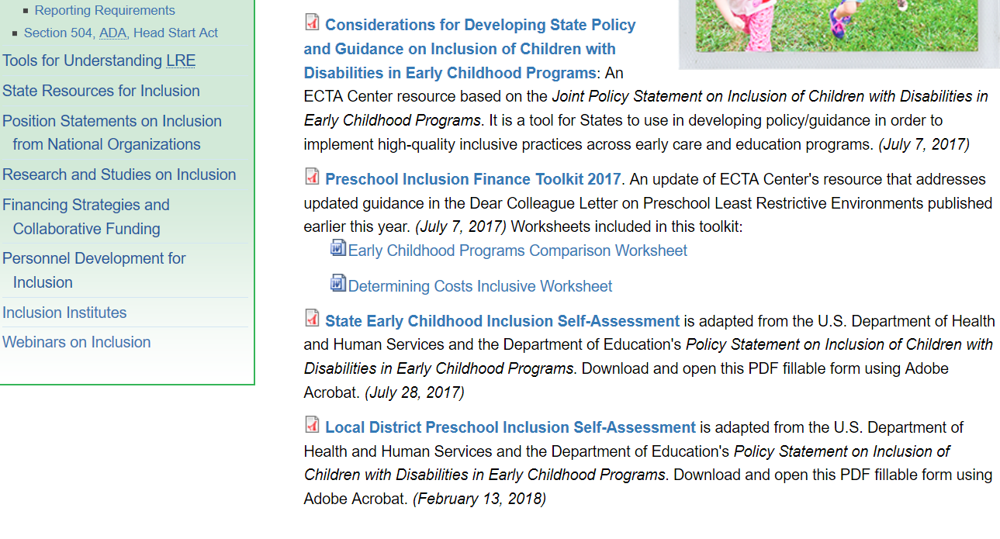 Reporting Requirements
Section 504, ADA, Head Start Act
Tools for Understanding LRE
State Resources for Inclusion
Position Statements on Inclusion
from National Organizations
Research and Studies on Inclusion
Financing Strategies and
Collaborative Funding
Personnel Development for
Inclusion
Inclusion Institutes
Webinars on Inclusion
Considerations for Developing State Policy
and Guidance on Inclusion of Children with
Disabilities in Early Childhood Programs: An
ECTA Center resource based on the Joint Policy Statement on Inclusion of Children with Disabilities in
Early Childhood Programs. It is a tool for States to use in developing policy/guidance in order to
implement high-quality inclusive practices across early care and education programs. (July 7, 2017)
Preschool Inclusion Finance Toolkit 2017. An update of ECTA Center's resource that addresses
updated guidance in the Dear Colleague Letter on Preschool Least Restrictive Environments published
earlier this year. (July 7, 2017) Worksheets included in this toolkit:
Early Childhood Programs Comparison Worksheet
Determining Costs Inclusive Worksheet
State Early Childhood Inclusion Self-Assessment is adapted from the U.S. Department of Health
and Human Services and the Department of Education's Policy Statement on Inclusion of Children with
Disabilities in Early Childhood Programs. Download and open this PDF fillable form using Adobe
Acrobat. (July 28, 2017)
Local District Preschool Inclusion Self-Assessment is adapted from the U.S. Department of
Health and Human Services and the Department of Education's Policy Statement on Inclusion of
Children with Disabilities in Early Childhood Programs. Download and open this PDF fillable form using
Adobe Acrobat. (February 13, 2018)